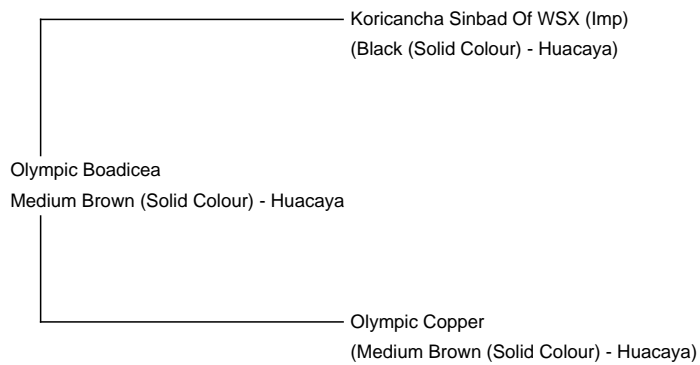 Koricancha Sinbad Of WSX (Imp)
(Black (Solid Colour) - Huacaya)
Olympic Boadicea
Medium Brown (Solid Colour) - Huacaya
Olympic Copper
(Medium Brown (Solid Colour) - Huacaya)